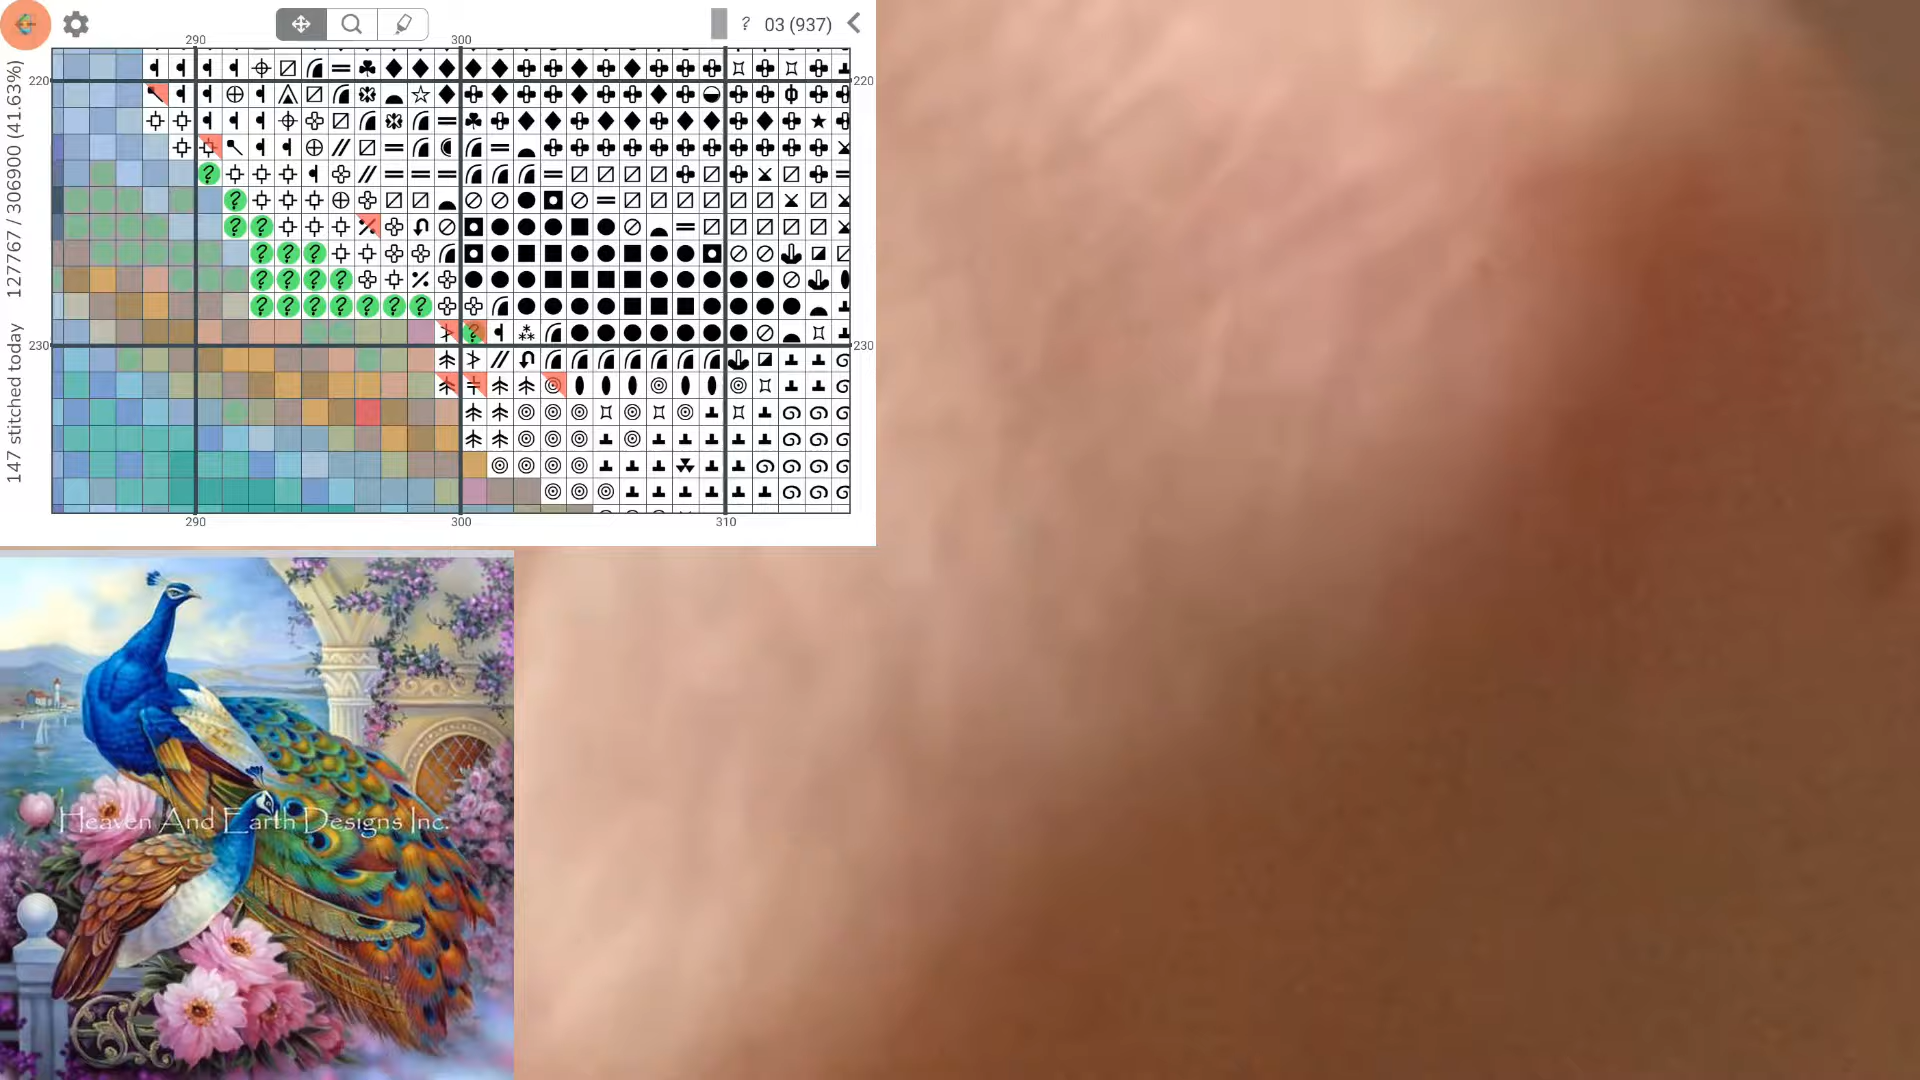 ? 03 (937)
290 300
220 220
230 230
290 300 310
147 stitched today 127767 / 306900 (41.63%)
Heaven And Earth Designs Inc.